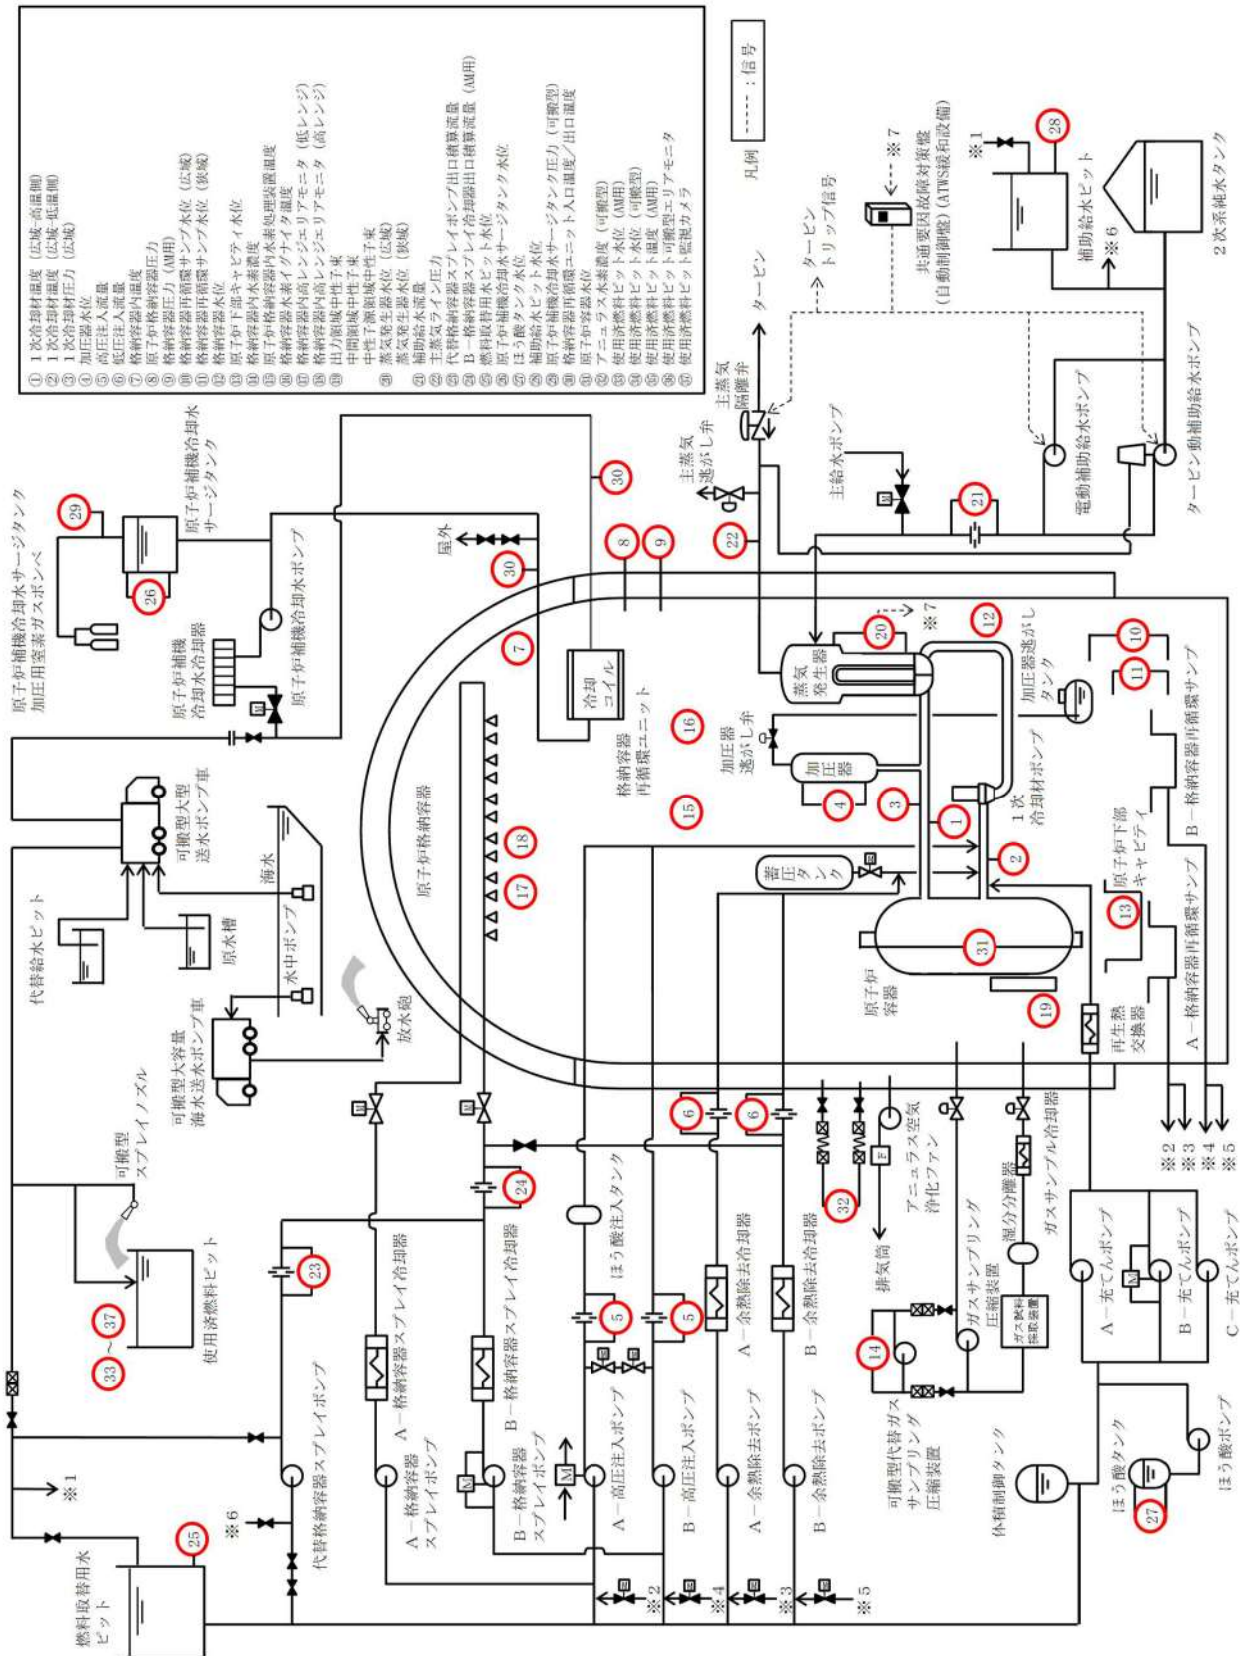 ① 1次冷却材温度（広域-高温側）
② 1次冷却材温度（広域-低温側）
③ 1次冷却材圧力（広域）
④ 加圧器水位
⑤ 高圧注入流量
⑥ 低圧注入流量
⑦ 格納容器内温度
⑧ 原子炉格納容器圧力
⑨ 格納容器圧力（AM用）
⑩ 格納容器再循環サンプ水位（広域）
⑪ 格納容器再循環サンプ水位（狭域）
⑫ 格納容器水位
⑬ 原子炉下部キャビティ水位
⑭ 格納容器内水素濃度
⑮ 原子炉格納容器内水素処理装置温度
⑯ 格納容器水素イグナイタ温度
⑰ 格納容器内高レンジエリアモニタ（低レンジ）
⑱ 格納容器内高レンジエリアモニタ（高レンジ）
⑲ 出力領域中性子束
中間領域中性子束
中性子源領域中性子束
⑳ 蒸気発生器水位（広域）
蒸気発生器水位（狭域）
㉑ 補助給水流量
㉒ 主蒸気ライン圧力
㉓ 代替格納容器スプレイポンプ出口積算流量
㉔ B－格納容器スプレイ冷却器出口積算流量（AM用）
㉕ 燃料取替用水ピット水位
㉖ 原子炉補機冷却水サージタンク水位
㉗ ほう酸タンク水位
㉘ 補助給水ピット水位
㉙ 原子炉補機冷却水サージタンク圧力（可搬型）
㉚ 格納容器再循環ユニット入口温度／出口温度
㉛ 原子炉容器水位
㉜ アニュラス水素濃度（可搬型）
㉝ 使用済燃料ピット水位（AM用）
㉞ 使用済燃料ピット水位（可搬型）
㉟ 使用済燃料ピット温度（AM用）
㊱ 使用済燃料ピット可搬型エリアモニタ
㊲ 使用済燃料ピット監視カメラ
凡例
：信号
原子炉補機冷却水サージタンク
加圧用窒素ガスボンベ
29
26
原子炉補機冷却水
サージタンク
原子炉補機
冷却水冷却器
原子炉補機冷却水ポンプ
M
可搬型大型
送水ポンプ車
代替給水ピット
原水槽
海水
水中ポンプ
可搬型大容量
海水送水ポンプ車
放水砲
可搬型
スプレイノズル
33
～
37
使用済燃料ピット
※1
燃料取替用水
ピット
25
※6
代替格納容器スプレイポンプ
23
24
A－格納容器
スプレイポンプ
A－格納容器スプレイ冷却器
B－格納容器
スプレイポンプ
B－格納容器スプレイ冷却器
M
M
M
M
原子炉格納容器
17
18
7
屋外
30
30
8
9
冷却
コイル
格納容器
再循環ユニット
15
16
A－高圧注入ポンプ
5
ほう酸注入タンク
B－高圧注入ポンプ
5
A－余熱除去ポンプ
A－余熱除去冷却器
6
B－余熱除去ポンプ
B－余熱除去冷却器
6
※2
※4
※3
※5
蓄圧
タンク
加圧器
逃がし弁
加圧器
4
3
1
2
蒸気
発生器
20
※7
12
加圧器逃がし
タンク
1次
冷却材ポンプ
原子炉
容器
31
19
再生熱
交換器
13
原子炉下部
キャビティ
10
11
A－格納容器再循環サンプ
B－格納容器再循環サンプ
※2
※3
※4
※5
32
F
排気筒
アニュラス空気
浄化ファン
14
可搬型代替ガス
サンプリング
圧縮装置
ガスサンプリング
圧縮装置
ガス試料
採取装置
湿分分離器
ガスサンプル冷却器
体積制御タンク
ほう酸タンク
27
ほう酸ポンプ
A－充てんポンプ
M
B－充てんポンプ
C－充てんポンプ
主蒸気
逃がし弁
22
主蒸気
隔離弁
タービン
タービン
トリップ信号
主給水ポンプ
M
21
電動補助給水ポンプ
タービン動補助給水ポンプ
※7
共通要因故障対策盤
（自動制御盤）（ATWS緩和設備）
※1
28
補助給水ピット
※6
2次系純水タンク